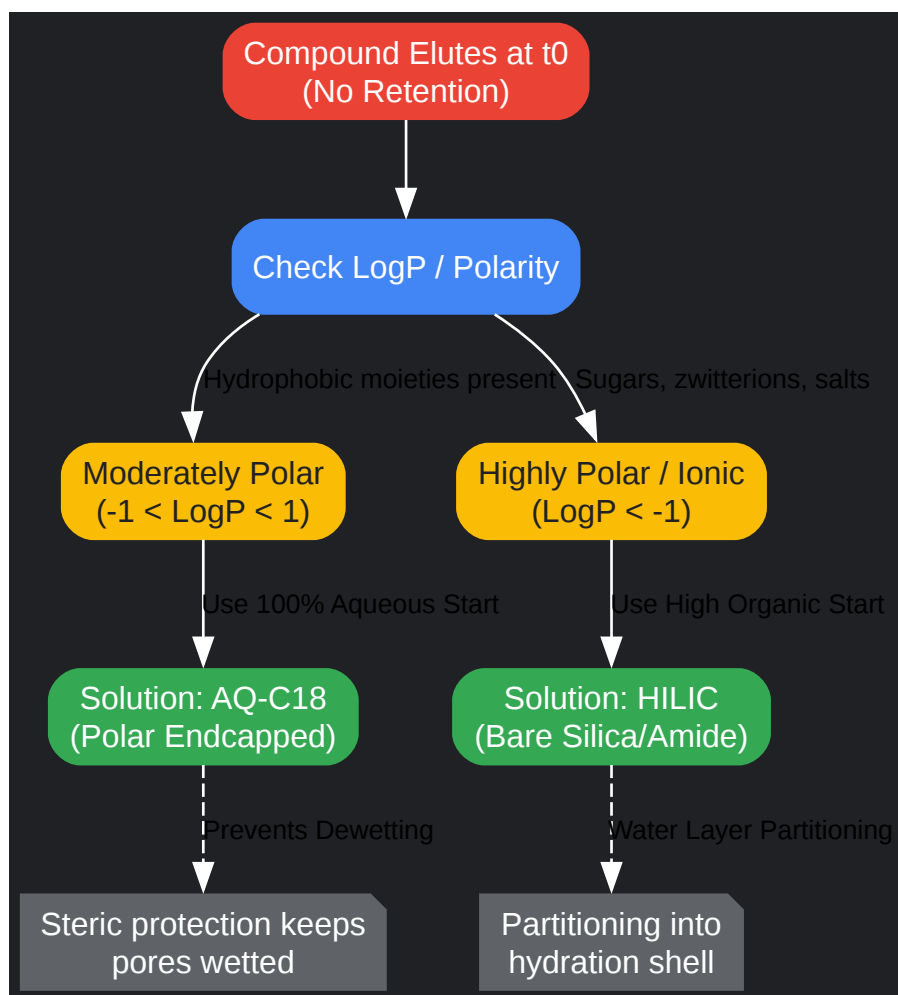 Compound Elutes at t0
(No Retention)
Check LogP / Polarity
Hydrophobic moieties present
Sugars, zwitterions, salts
Moderately Polar
(-1 < LogP < 1)
Highly Polar / Ionic
(LogP < -1)
Use 100% Aqueous Start
Use High Organic Start
Solution: AQ-C18
(Polar Endcapped)
Solution: HILIC
(Bare Silica/Amide)
Prevents Dewetting
Water Layer Partitioning
Steric protection keeps
pores wetted
Partitioning into
hydration shell